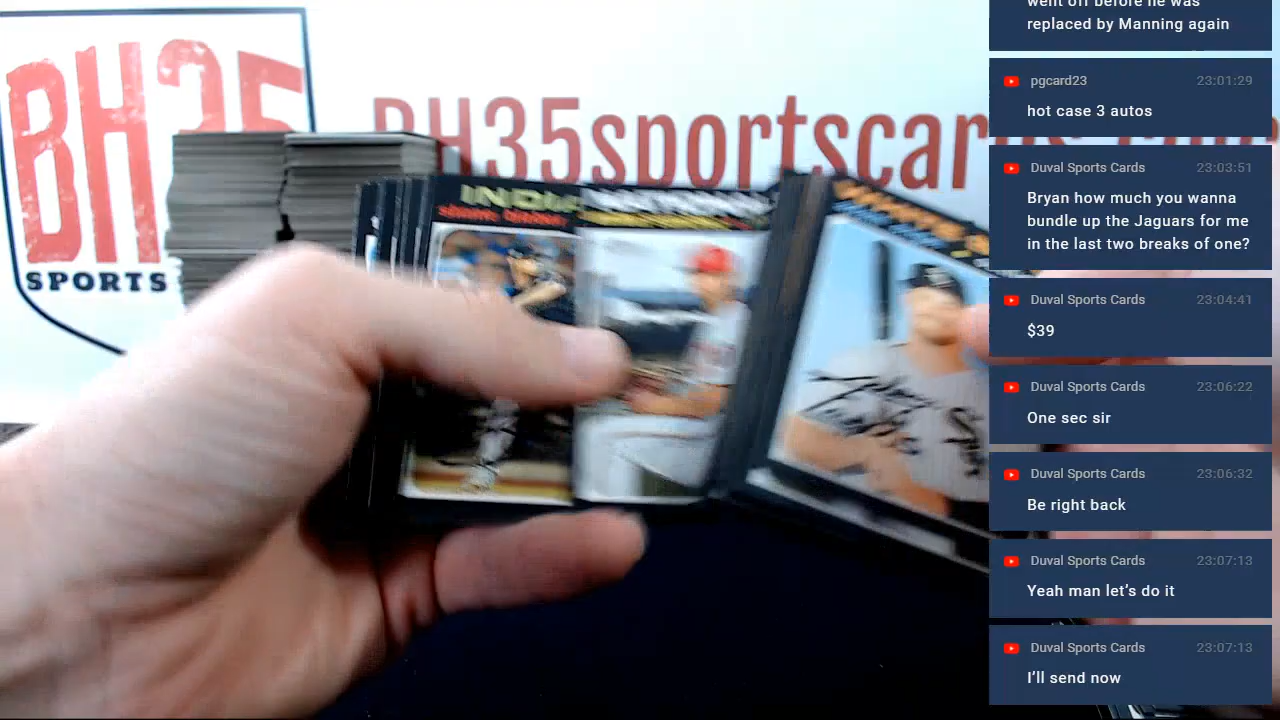 went off before he was
replaced by Manning again
pgcard23 23:01:29
hot case 3 autos
Duval Sports Cards 23:03:51
Bryan how much you wanna
bundle up the Jaguars for me
in the last two breaks of one?
Duval Sports Cards 23:04:41
$39
Duval Sports Cards 23:06:22
One sec sir
Duval Sports Cards 23:06:32
Be right back
Duval Sports Cards 23:07:13
Yeah man let's do it
Duval Sports Cards 23:07:13
I'll send now
BH35
SPORTS
BH35sportscards